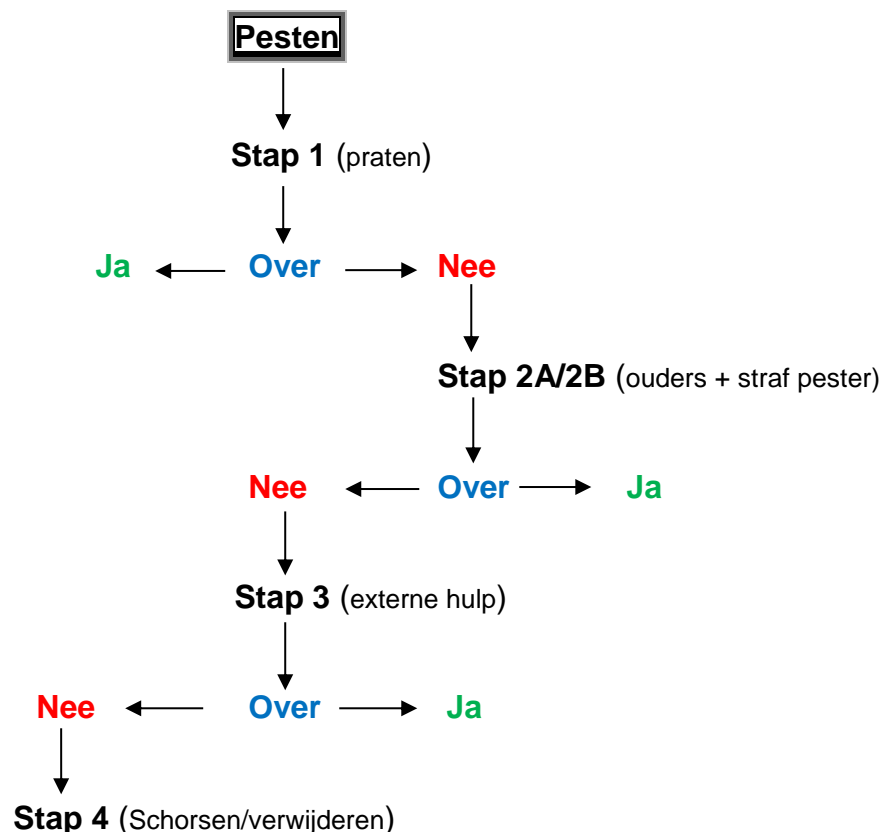 Pesten
Stap 1 (praten)
Ja Over Nee
Stap 2A/2B (ouders + straf pester)
Nee Over Ja
Stap 3 (externe hulp)
Nee Over Ja
Stap 4 (Schorsen/verwijderen)